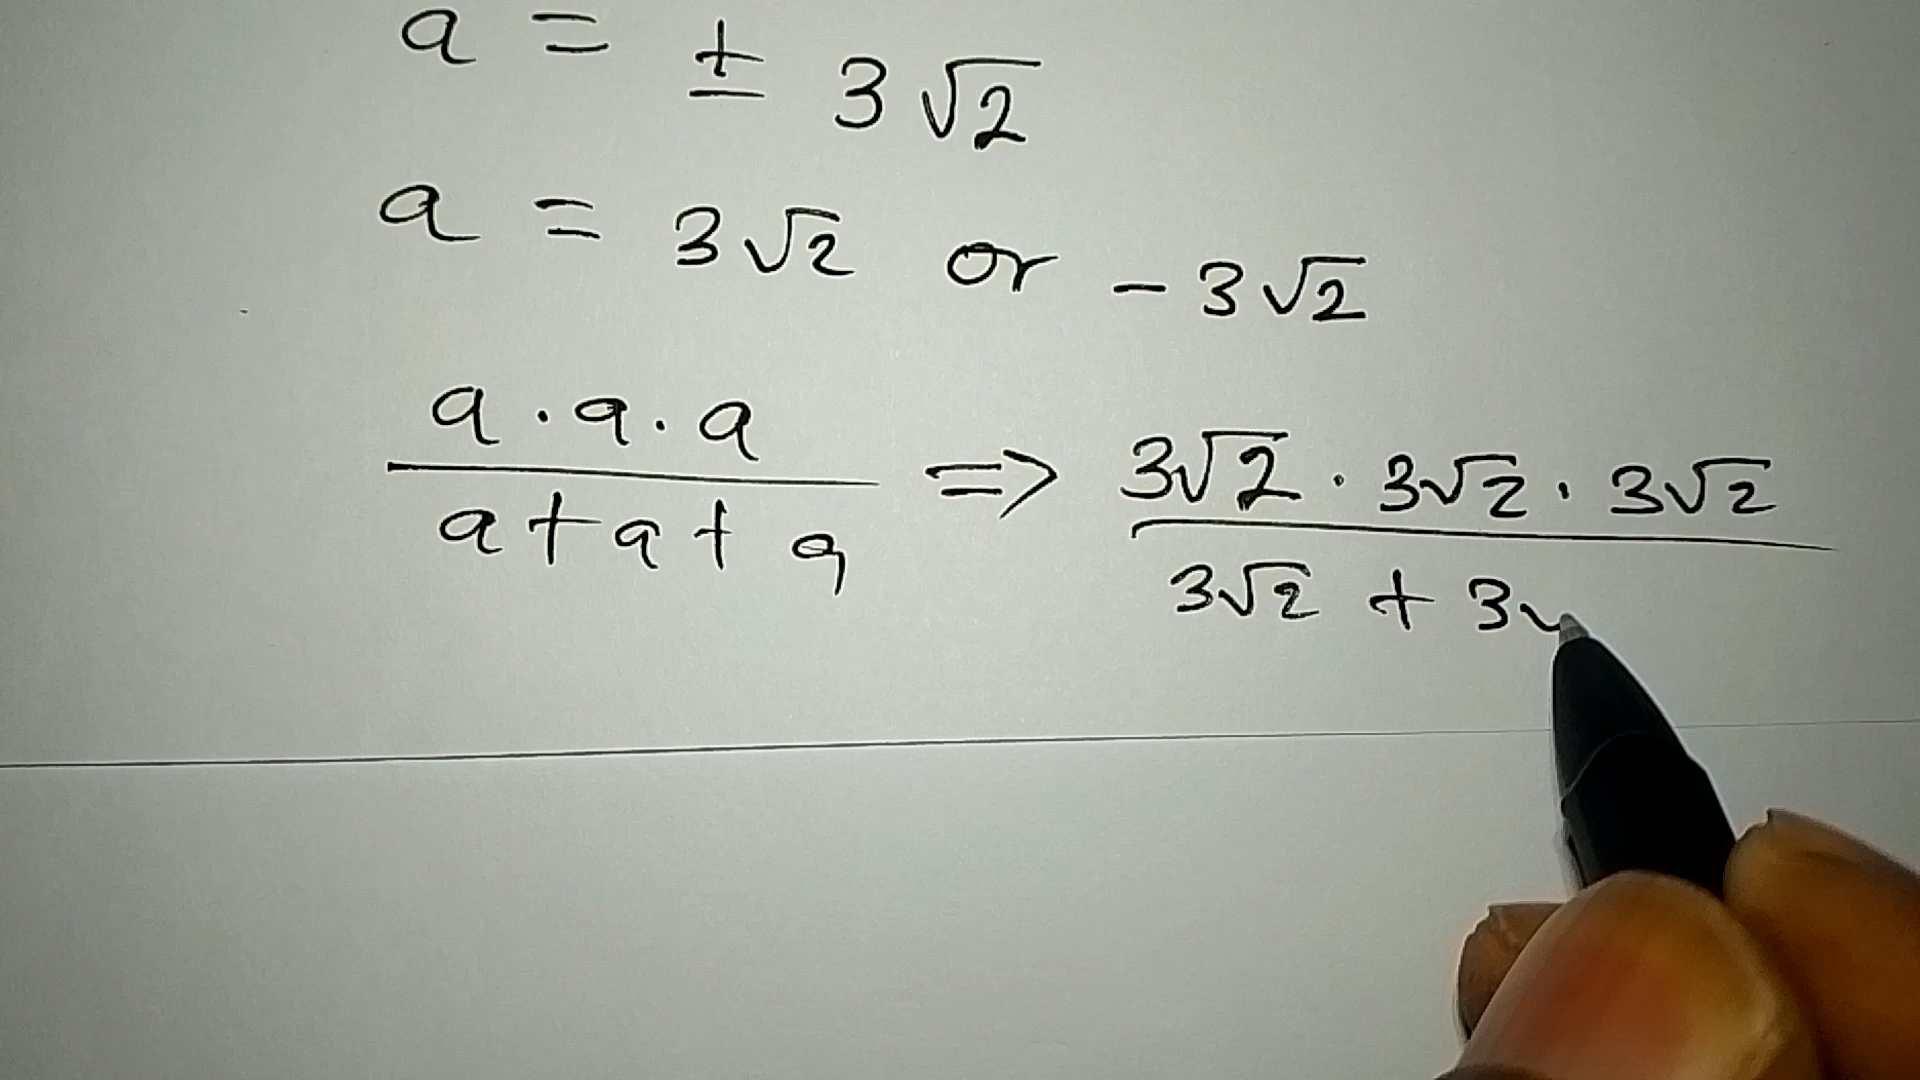 a = ± 3√2
a = 3√2 or -3√2
a · a · a / a + a + a => 3√2 · 3√2 · 3√2 / 3√2 + 3√